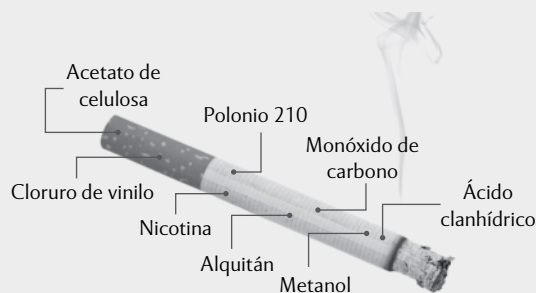 Acetato de
celulosa
Polonio 210
Monóxido de
carbono
Cloruro de vinilo
Ácido
clanhídrico
Nicotina
Alquitán
Metanol